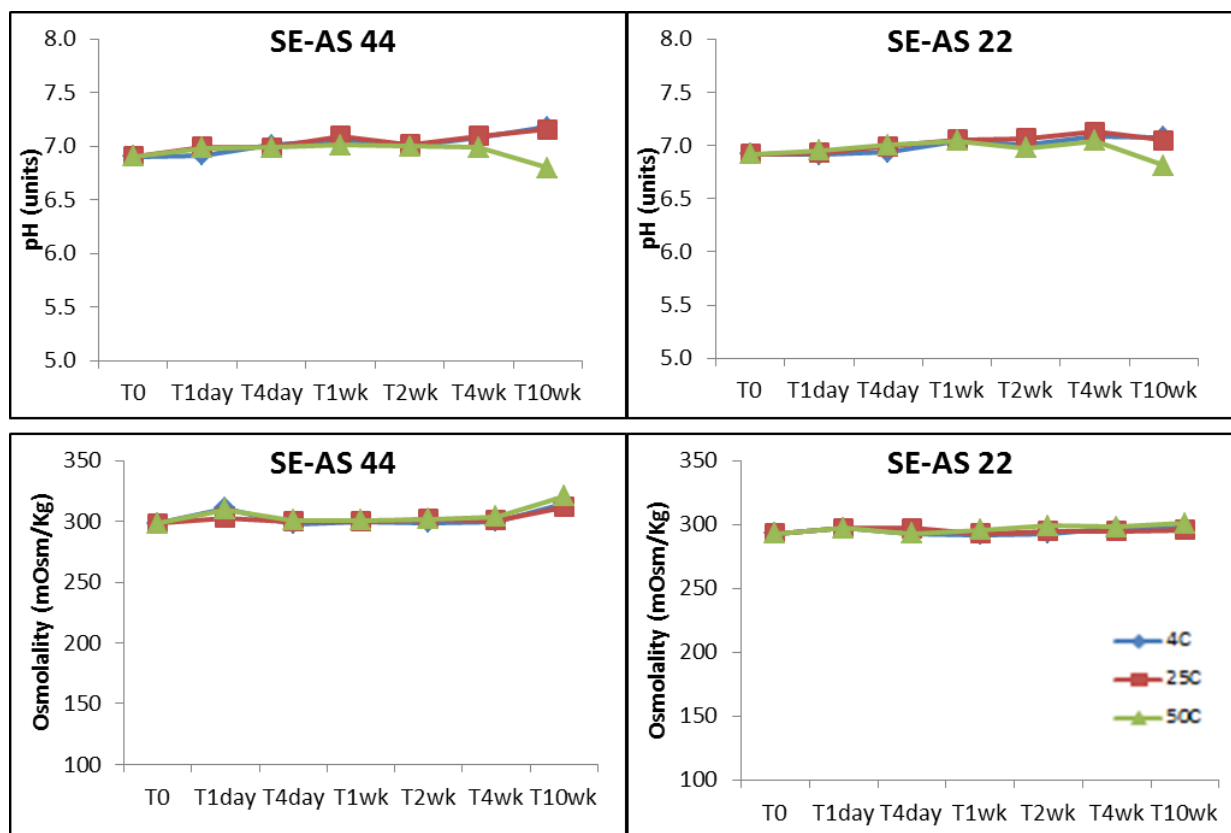 SE-AS 44
pH (units)
8.0
7.5
7.0
6.5
6.0
5.5
5.0
T0 T1day T4day T1wk T2wk T4wk T10wk
SE-AS 22
pH (units)
8.0
7.5
7.0
6.5
6.0
5.5
5.0
T0 T1day T4day T1wk T2wk T4wk T10wk
SE-AS 44
Osmolality (mOsm/Kg)
350
300
250
200
150
100
T0 T1day T4day T1wk T2wk T4wk T10wk
SE-AS 22
Osmolality (mOsm/Kg)
350
300
250
200
150
100
4C
25C
50C
T0 T1day T4day T1wk T2wk T4wk T10wk